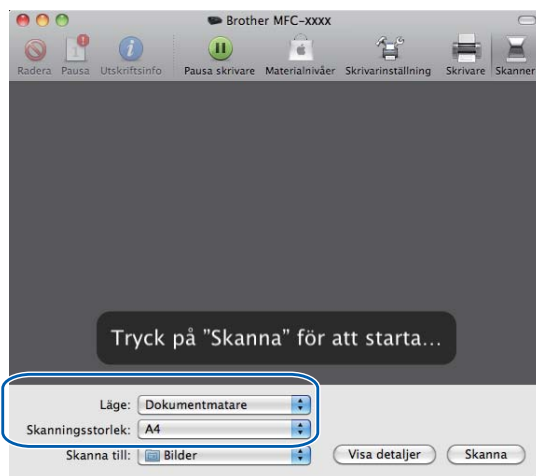 Brother MFC-xxxx
Radera Pausa Utskriftsinfo Pausa skrivare Materialnivåer Skrivarinställning Skrivare Skanner
Tryck på "Skanna" för att starta...
Läge: Dokumentmatare
Skanningsstorlek: A4
Skanna till: Bilder Visa detaljer Skanna